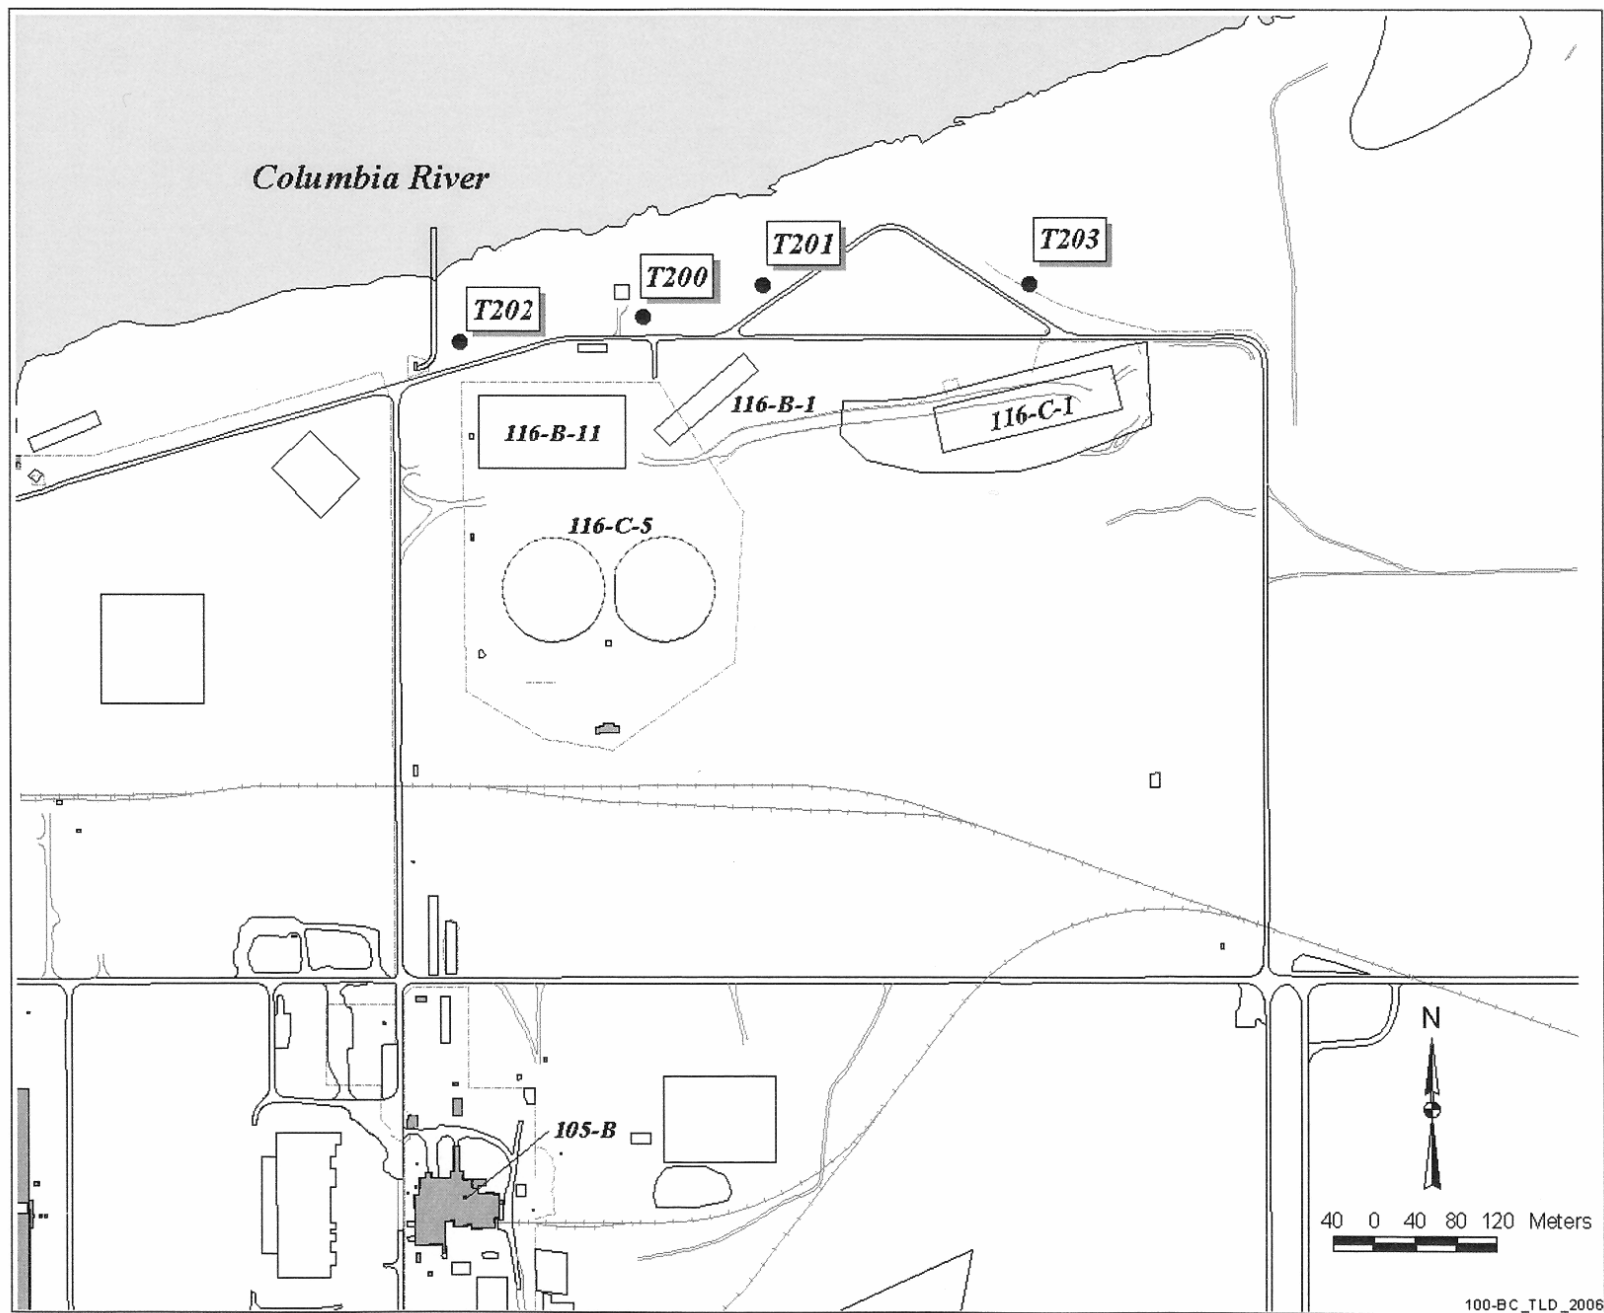 Columbia River
T203
T201
T200
T202
116-B-1
116-C-1
116-B-11
116-C-5
N
105-B
40 0 40 80 120 Meters
100-BC_TLD_2006